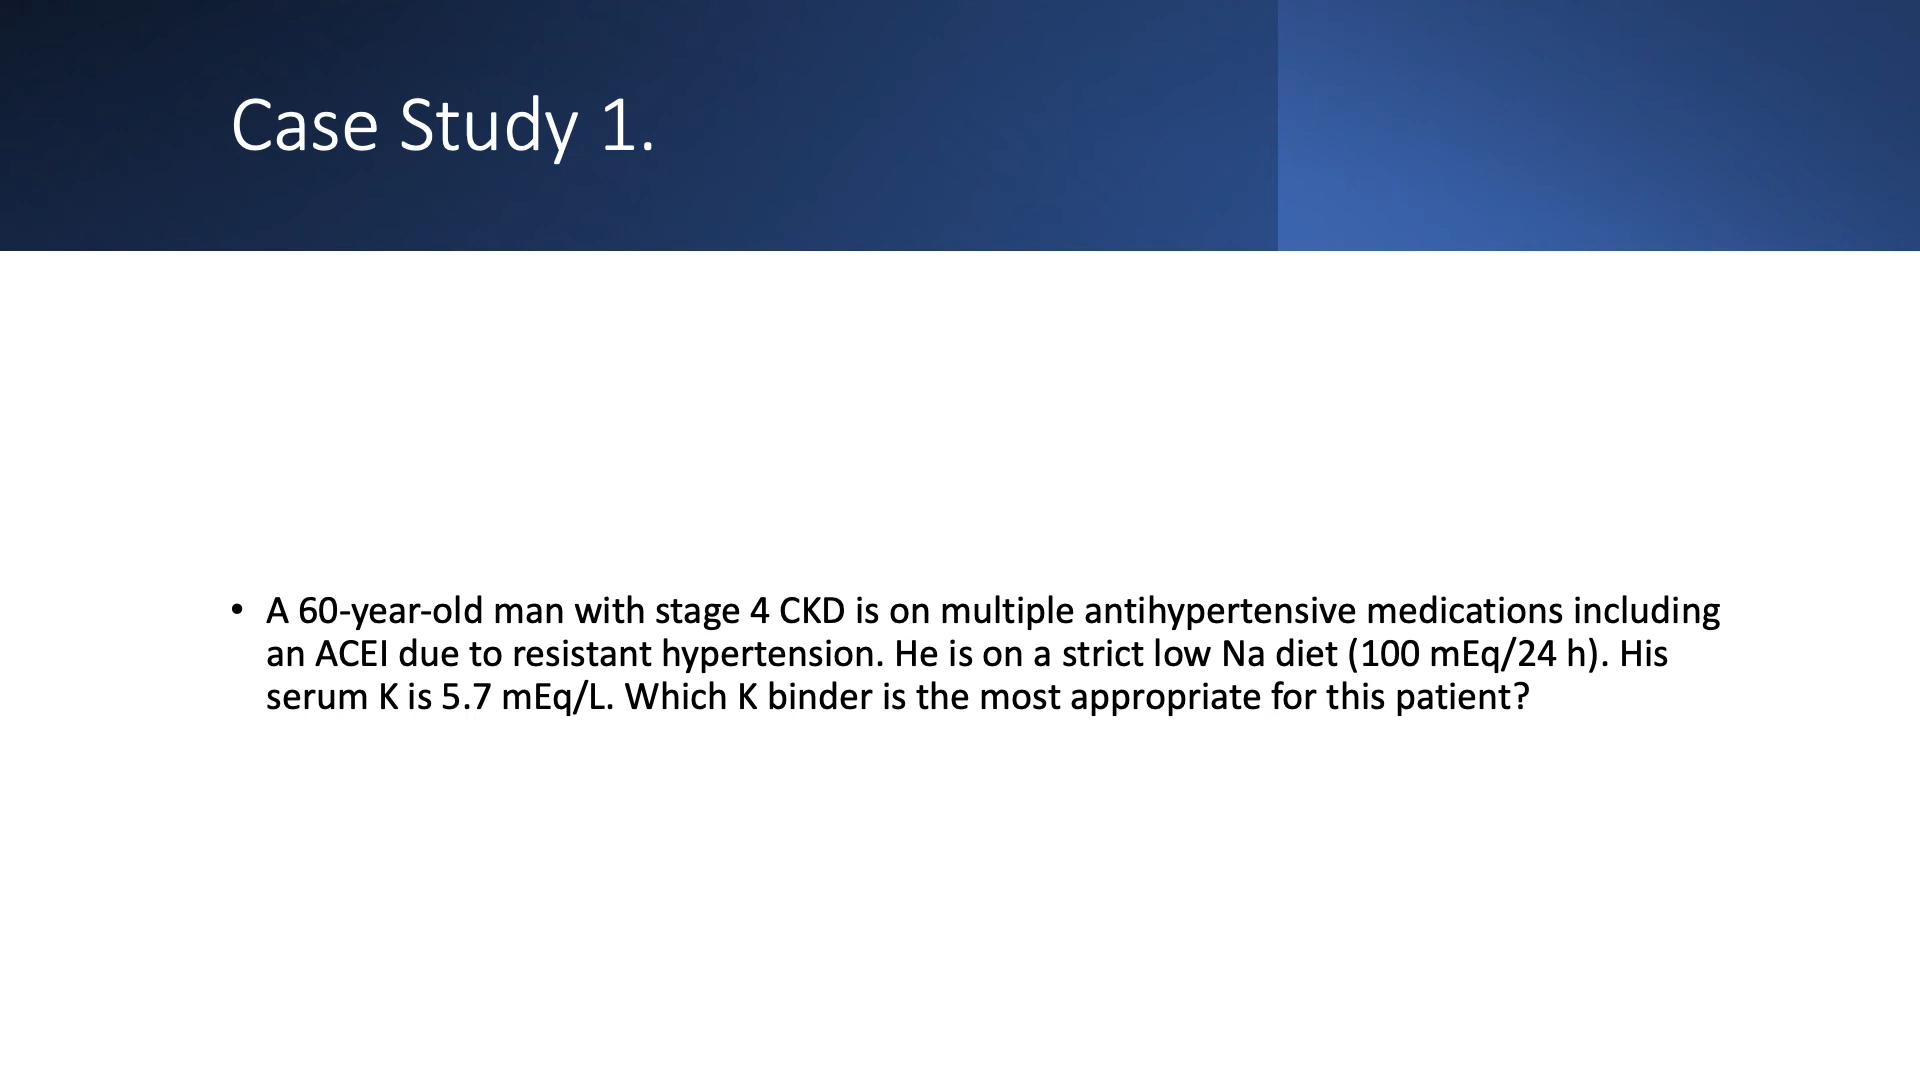 Case Study 1.
• A 60-year-old man with stage 4 CKD is on multiple antihypertensive medications including
an ACEI due to resistant hypertension. He is on a strict low Na diet (100 mEq/24 h). His
serum K is 5.7 mEq/L. Which K binder is the most appropriate for this patient?